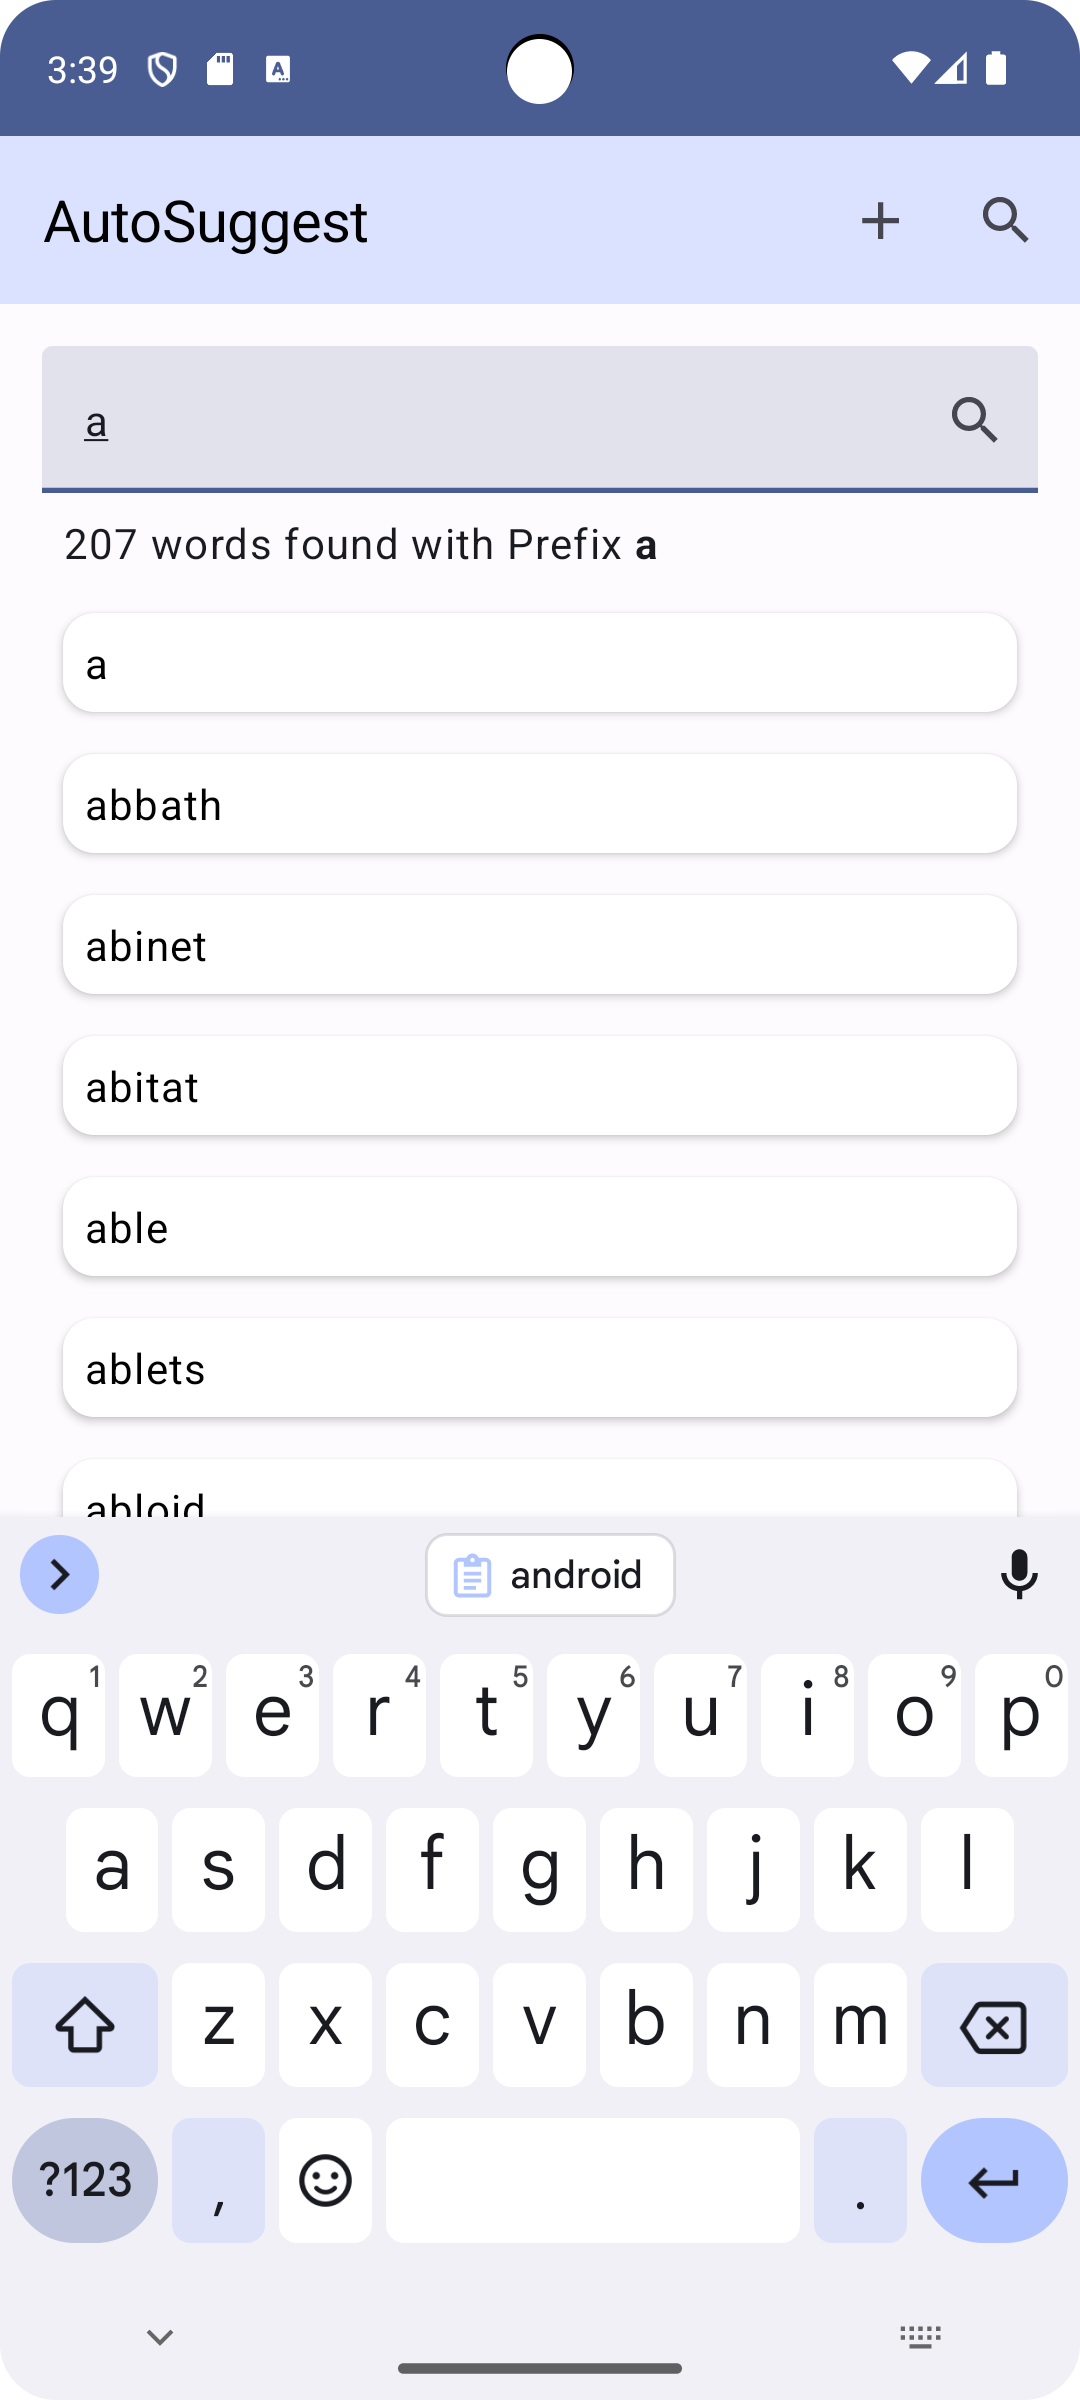 3:39
AutoSuggest
a
207 words found with Prefix a
a
abbath
abinet
abitat
able
ablets
abloid
android
q 1 w 2 e 3 r 4 t 5 y 6 u 7 i 8 o 9 p 0
a s d f g h j k l
z x c v b n m
?123 , .